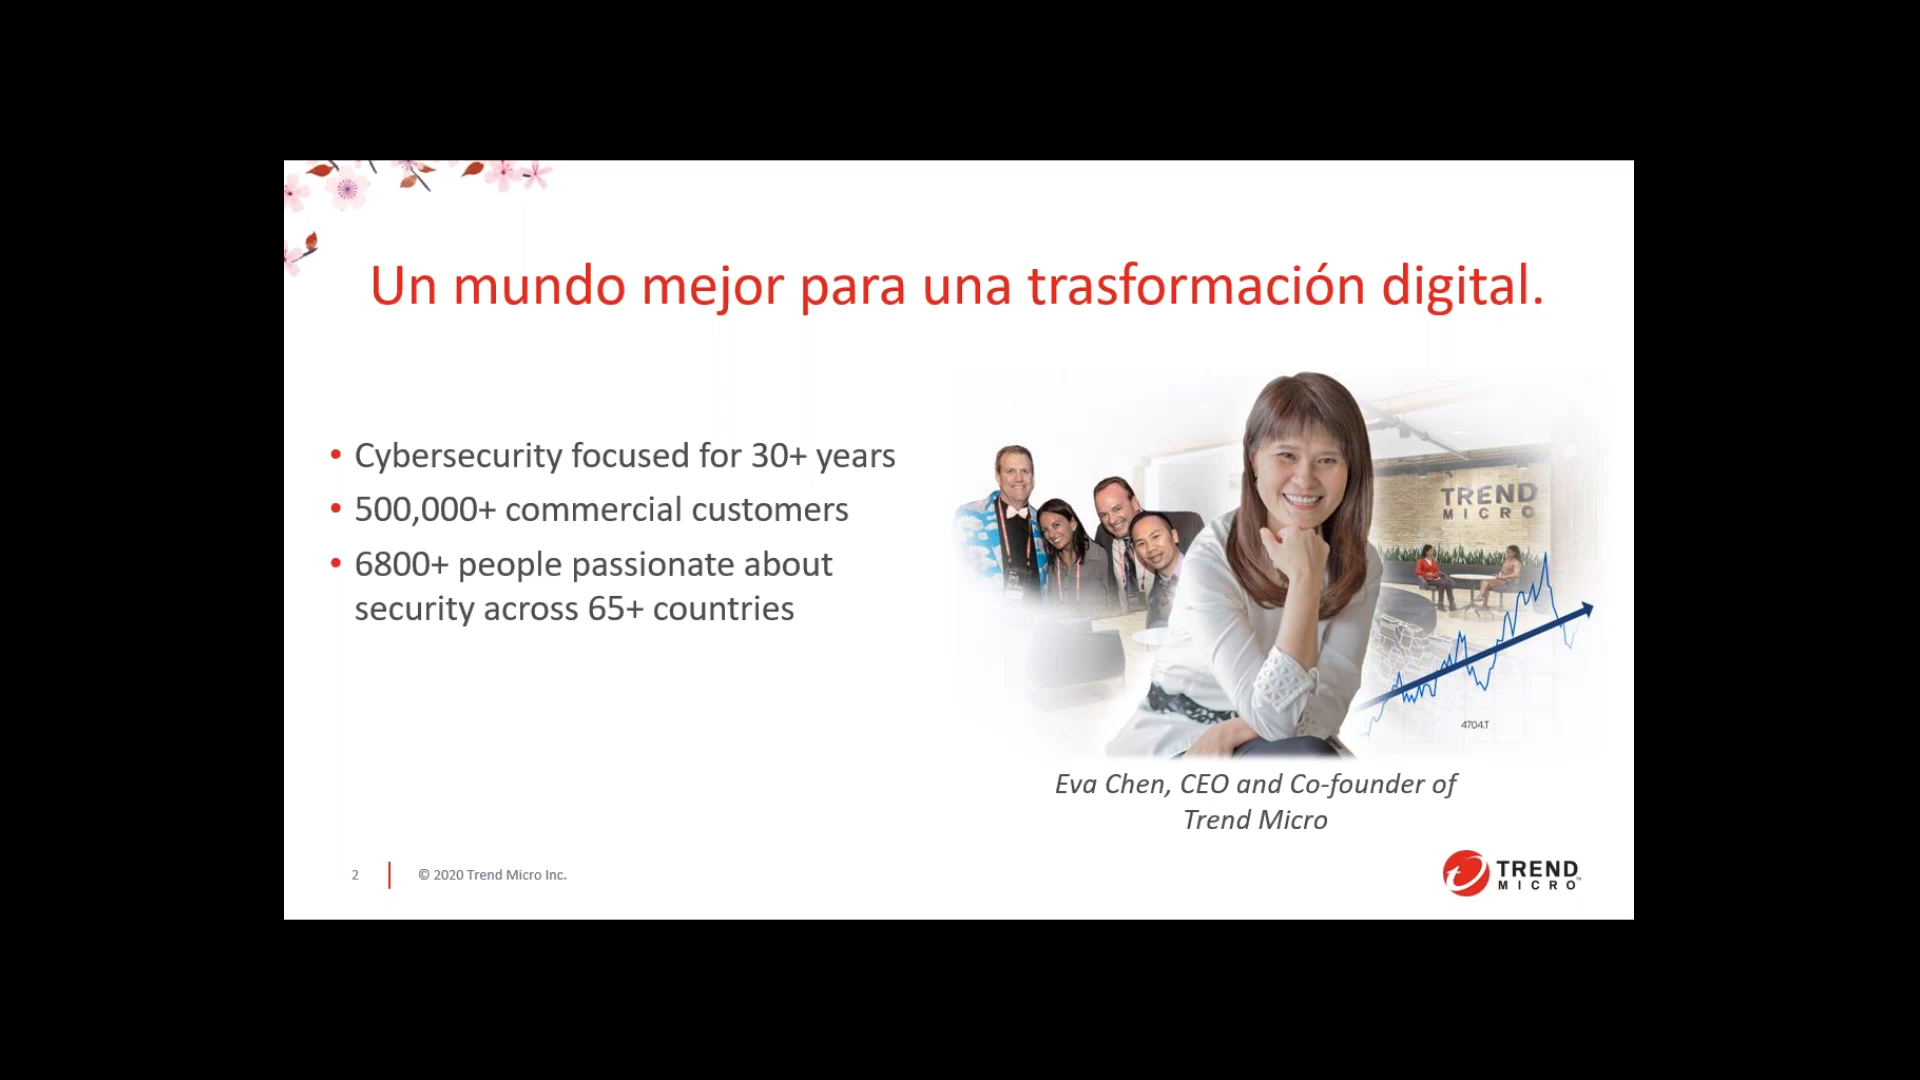 Un mundo mejor para una trasformación digital.
• Cybersecurity focused for 30+ years
• 500,000+ commercial customers
• 6800+ people passionate about
security across 65+ countries
TREND
MICRO
4704.T
Eva Chen, CEO and Co-founder of
Trend Micro
2
© 2020 Trend Micro Inc.
TREND
MICRO™